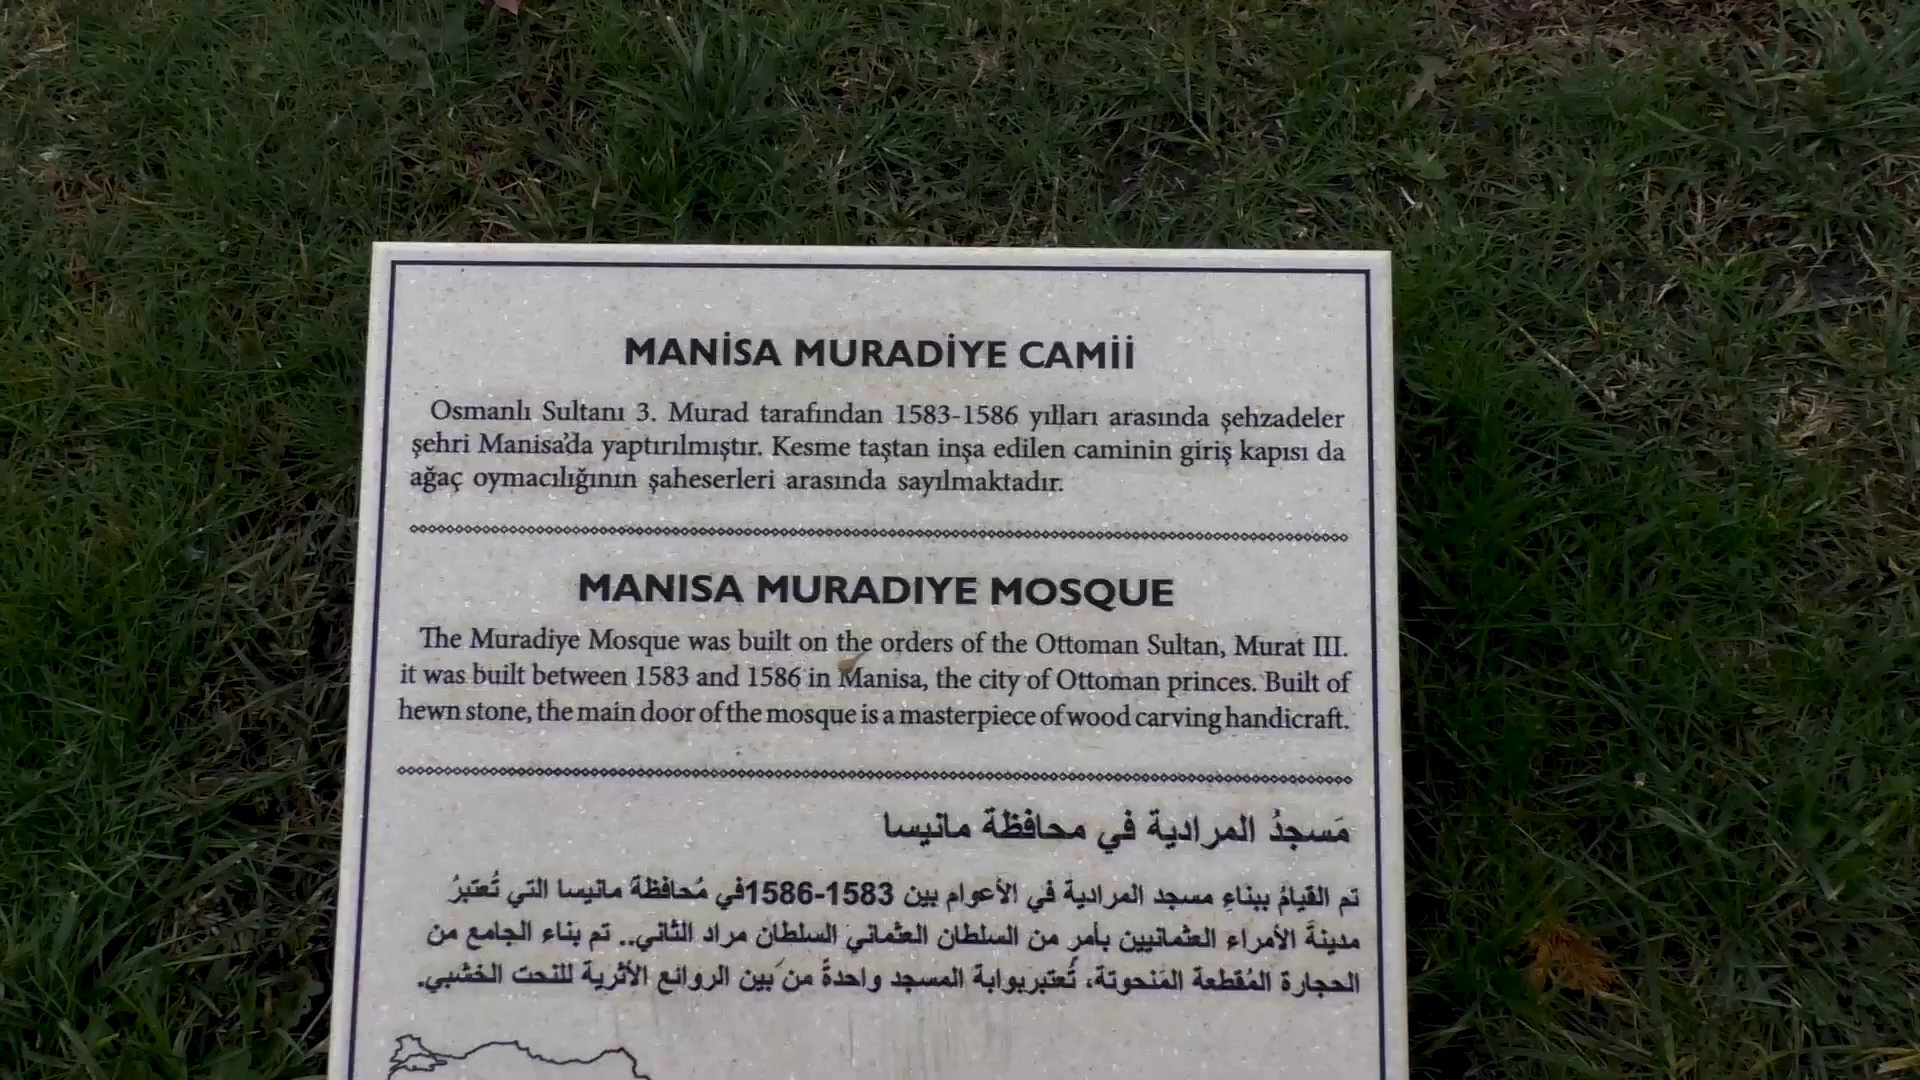 MANİSA MURADİYE CAMİİ
Osmanlı Sultanı 3. Murad tarafından 1583-1586 yılları arasında şehzadeler
şehri Manisa'da yaptırılmıştır. Kesme taştan inşa edilen caminin giriş kapısı da
ağaç oymacılığının şaheserleri arasında sayılmaktadır.
MANISA MURADIYE MOSQUE
The Muradiye Mosque was built on the orders of the Ottoman Sultan, Murat III.
it was built between 1583 and 1586 in Manisa, the city of Ottoman princes. Built of
hewn stone, the main door of the mosque is a masterpiece of wood carving handicraft.
مَسجدُ المرادية في محافظة مانيسا
تم القيامُ ببناءِ مسجد المرادية في الأعوام بين 1583-1586في مُحافظة مانيسا التي تُعتبرُ
مدينةَ الأمراء العثمانيين بأمرٍ من السلطان العثماني السلطان مراد الثاني.. تم بناء الجامع من
الحجارة المُقطعة المَنحوتة، تُعتبربوابة المسجد واحدةً من بَين الروائع الأثرية للنحت الخشبي.